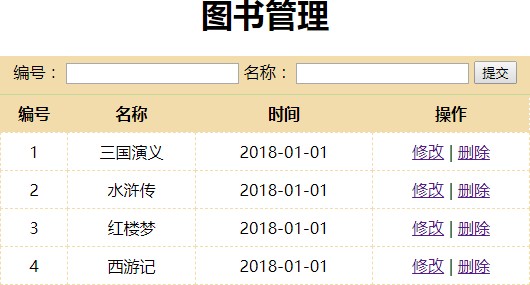 图书管理
编号： 名称： 提交
编号 名称 时间 操作
1 三国演义 2018-01-01 修改 | 删除
2 水浒传 2018-01-01 修改 | 删除
3 红楼梦 2018-01-01 修改 | 删除
4 西游记 2018-01-01 修改 | 删除